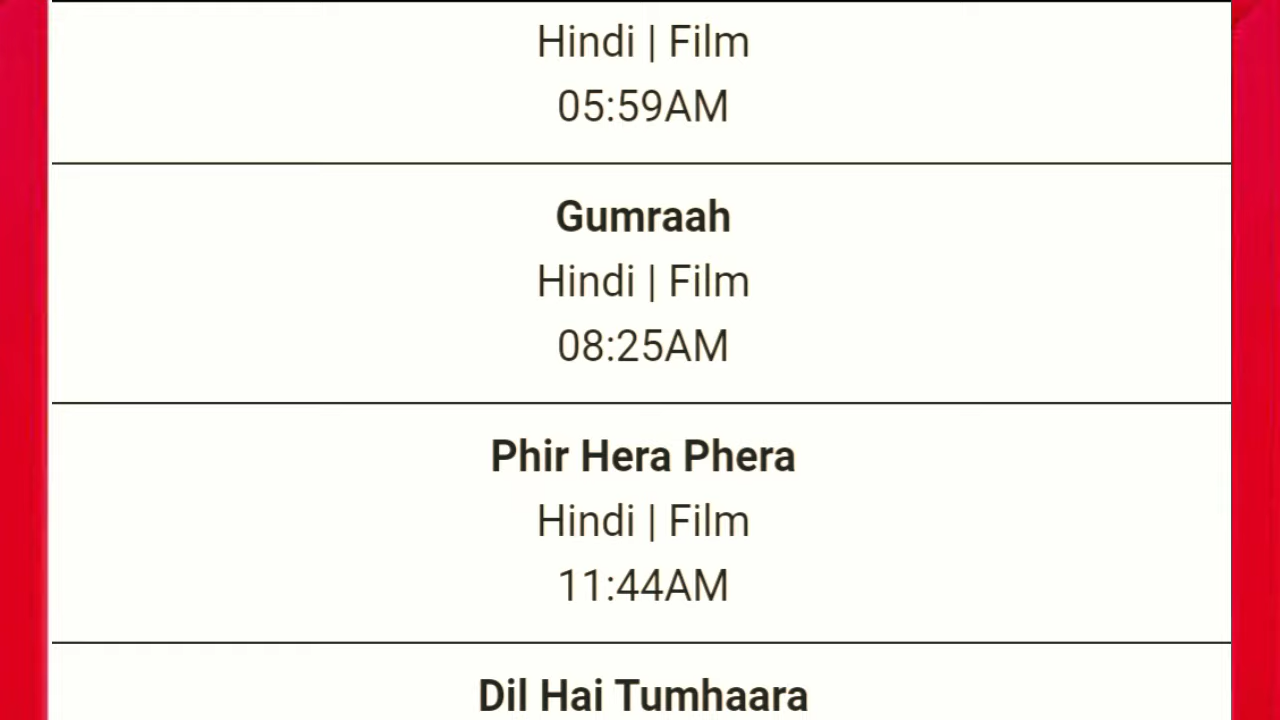 Hindi | Film
05:59AM
Gumraah
Hindi | Film
08:25AM
Phir Hera Phera
Hindi | Film
11:44AM
Dil Hai Tumhaara